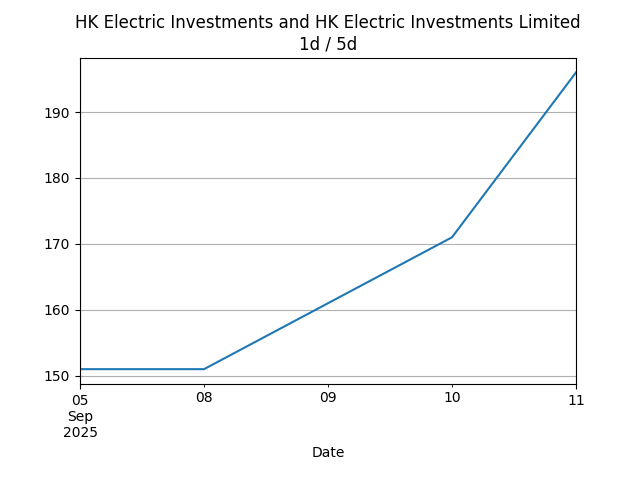 HK Electric Investments and HK Electric Investments Limited
1d / 5d
190
180
170
160
150
05 08 09 10 11
Sep
2025
Date